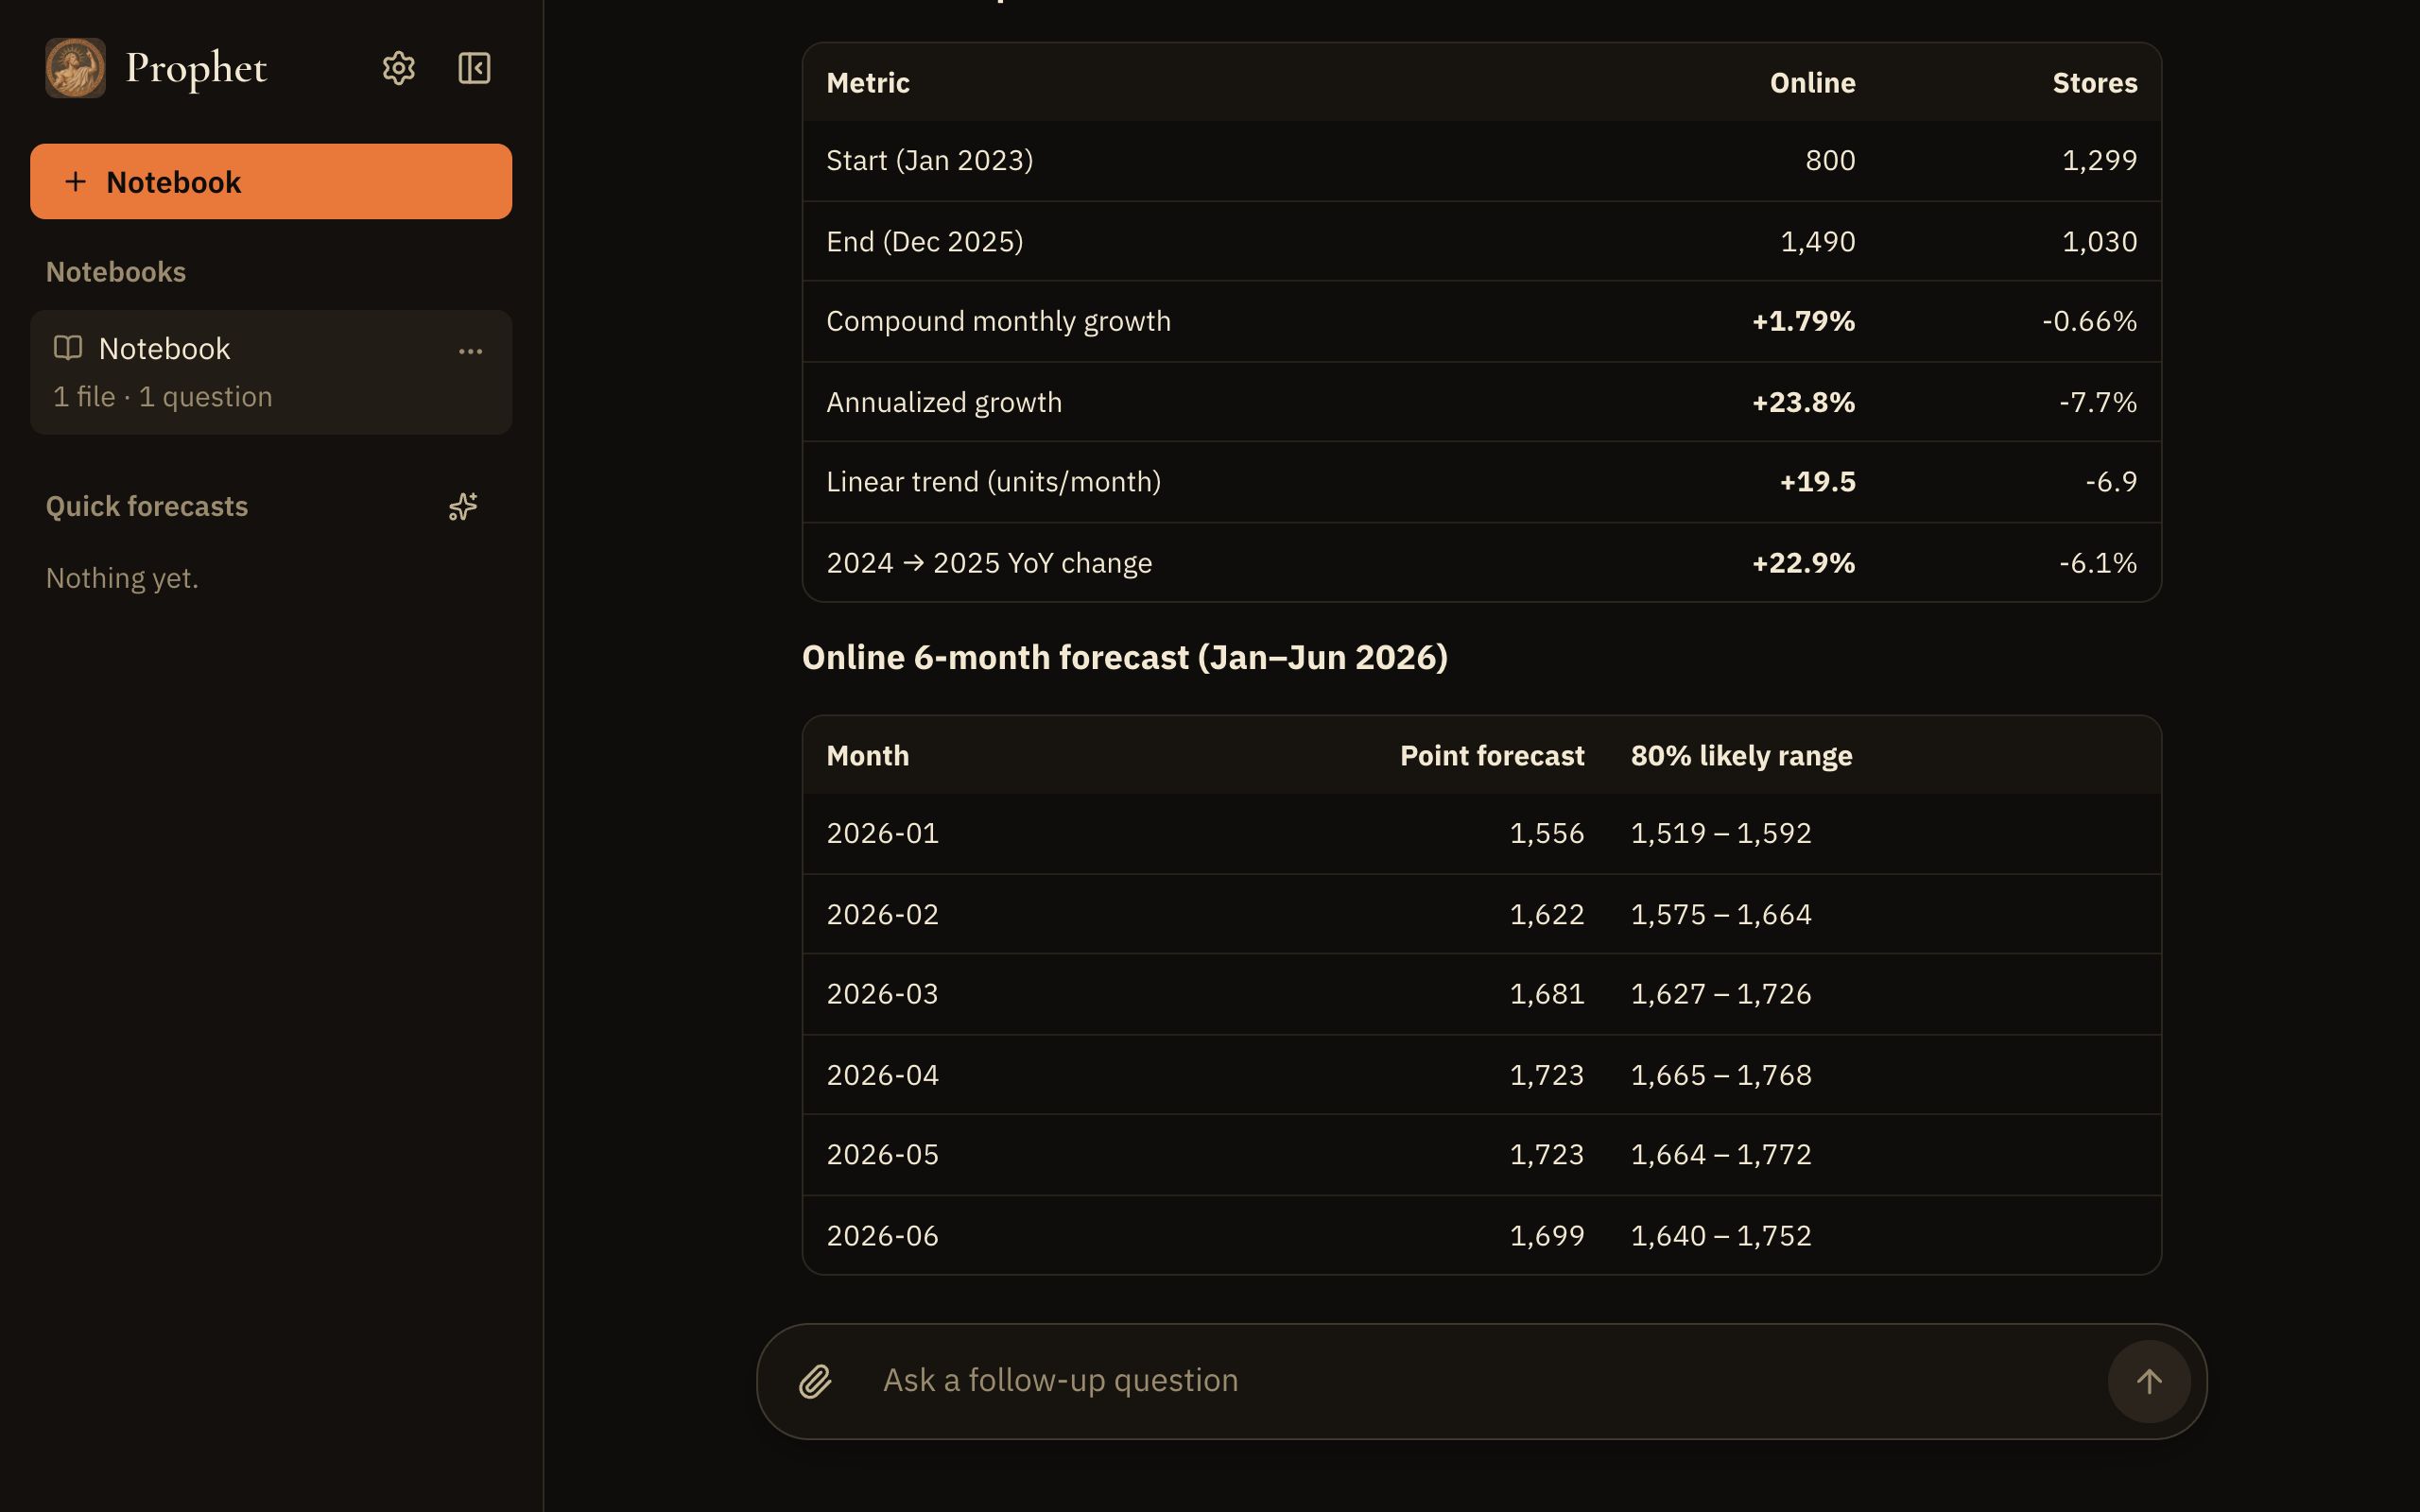 Prophet
+ Notebook
Notebooks
Notebook
1 file · 1 question
Quick forecasts
Nothing yet.
Metric Online Stores
Start (Jan 2023) 800 1,299
End (Dec 2025) 1,490 1,030
Compound monthly growth +1.79% -0.66%
Annualized growth +23.8% -7.7%
Linear trend (units/month) +19.5 -6.9
2024 → 2025 YoY change +22.9% -6.1%
Online 6-month forecast (Jan–Jun 2026)
Month Point forecast 80% likely range
2026-01 1,556 1,519 – 1,592
2026-02 1,622 1,575 – 1,664
2026-03 1,681 1,627 – 1,726
2026-04 1,723 1,665 – 1,768
2026-05 1,723 1,664 – 1,772
2026-06 1,699 1,640 – 1,752
Ask a follow-up question